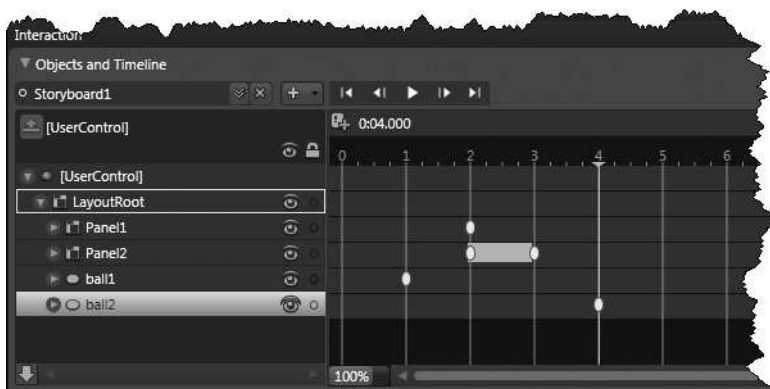 Interaction
Objects and Timeline
Storyboard1
[UserControl]
0:04.000
0 1 2 3 4 5 6
[UserControl]
LayoutRoot
Panel1
Panel2
ball1
ball2
100%